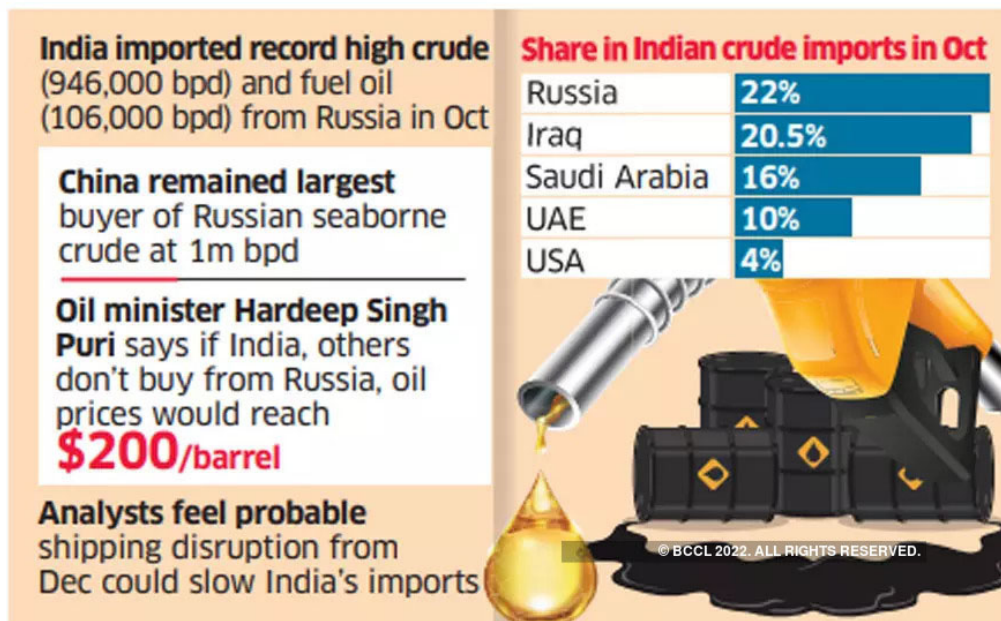 India imported record high crude
(946,000 bpd) and fuel oil
(106,000 bpd) from Russia in Oct
China remained largest
buyer of Russian seaborne
crude at 1m bpd
Oil minister Hardeep Singh
Puri says if India, others
don't buy from Russia, oil
prices would reach
$200/barrel
Analysts feel probable
shipping disruption from
Dec could slow India's imports
Share in Indian crude imports in Oct
Russia 22%
Iraq 20.5%
Saudi Arabia 16%
UAE 10%
USA 4%
© BCCL 2022. ALL RIGHTS RESERVED.